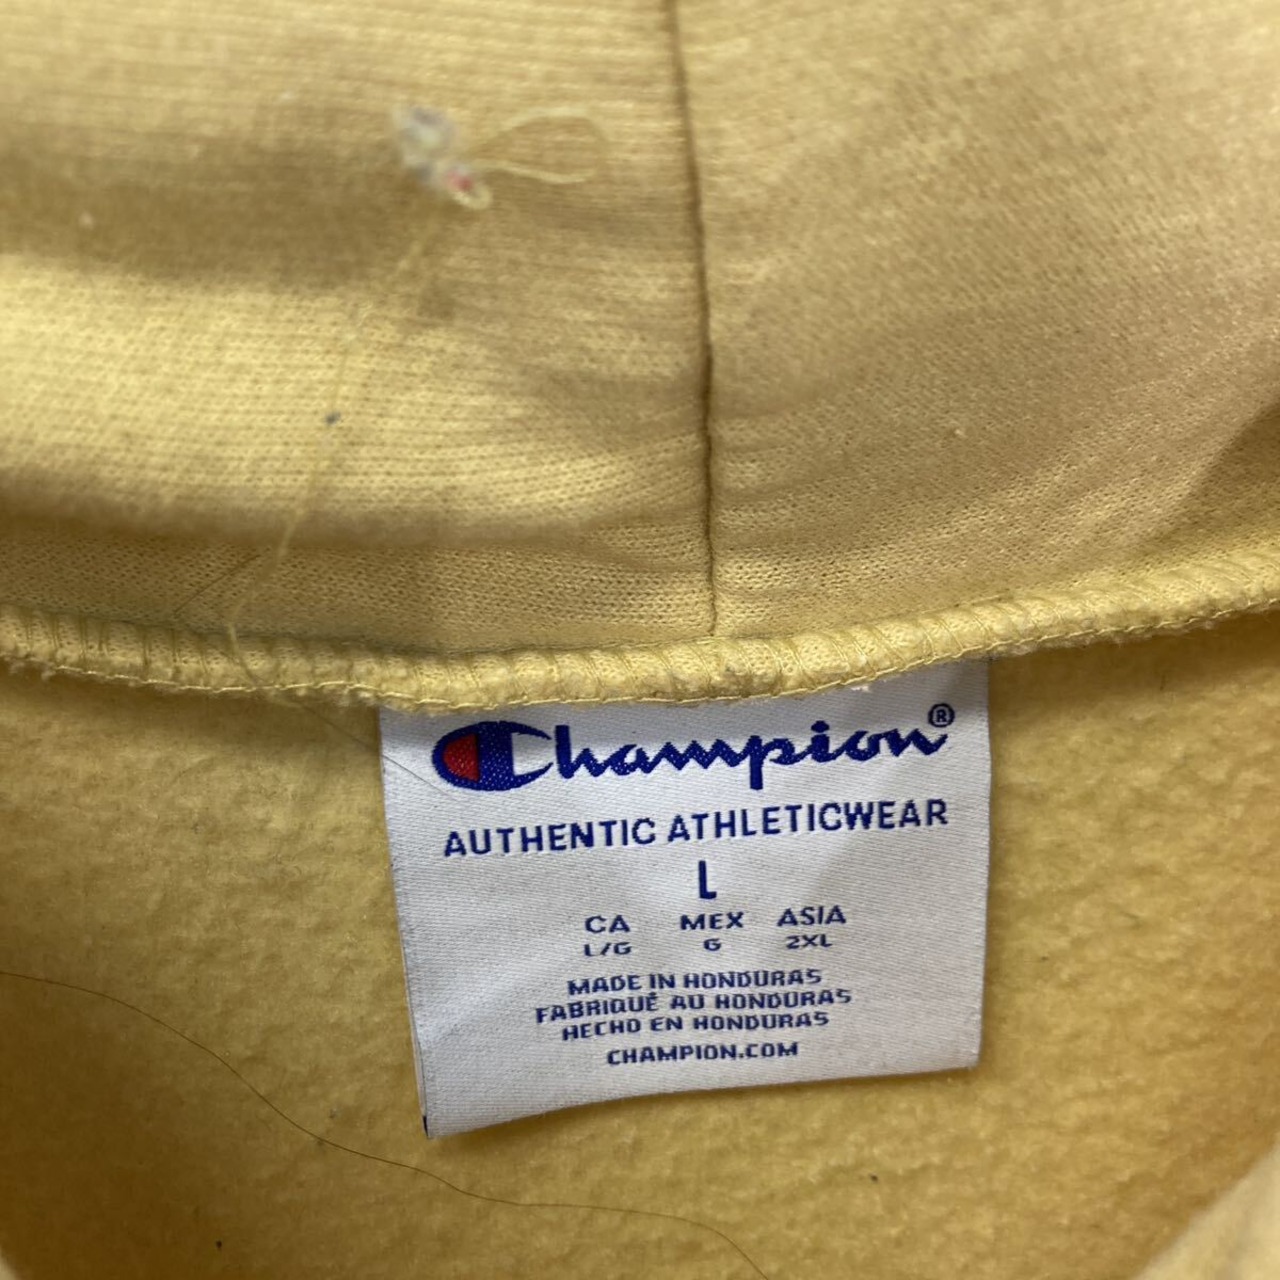 Champion®
AUTHENTIC ATHLETICWEAR
L
CA MEX ASIA
L/G G 2XL
MADE IN HONDURAS
FABRIQUÉ AU HONDURAS
HECHO EN HONDURAS
CHAMPION.COM